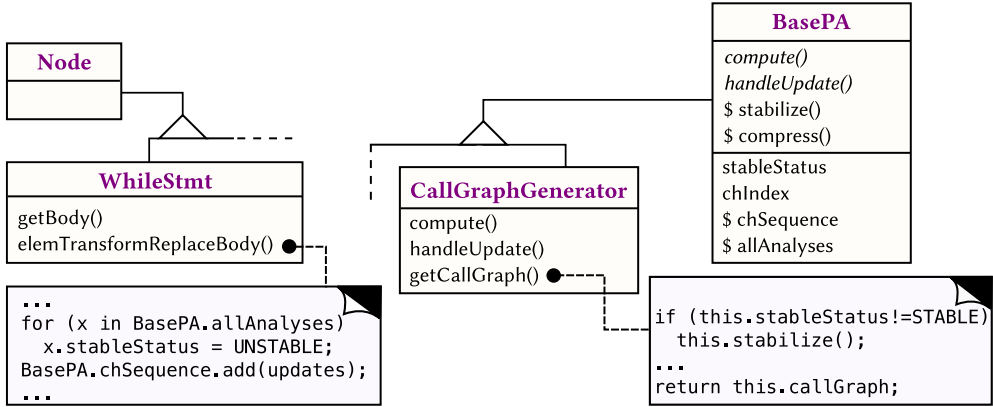 Node
WhileStmt
getBody()
elemTransformReplaceBody()
...
for (x in BasePA.allAnalyses)
x.stableStatus = UNSTABLE;
BasePA.chSequence.add(updates);
...
CallGraphGenerator
compute()
handleUpdate()
getCallGraph()
BasePA
compute()
handleUpdate()
$ stabilize()
$ compress()
stableStatus
chIndex
$ chSequence
$ allAnalyses
if (this.stableStatus!=STABLE)
this.stabilize();
...
return this.callGraph;